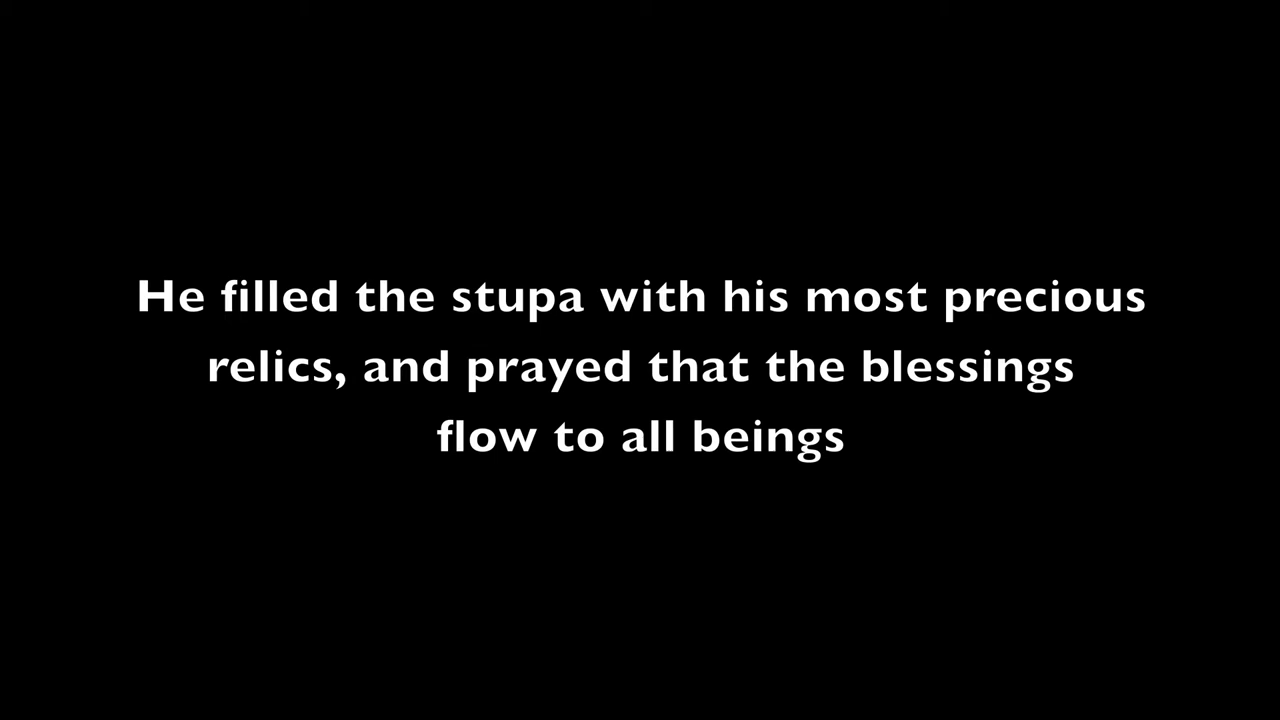 He filled the stupa with his most precious
relics, and prayed that the blessings
flow to all beings